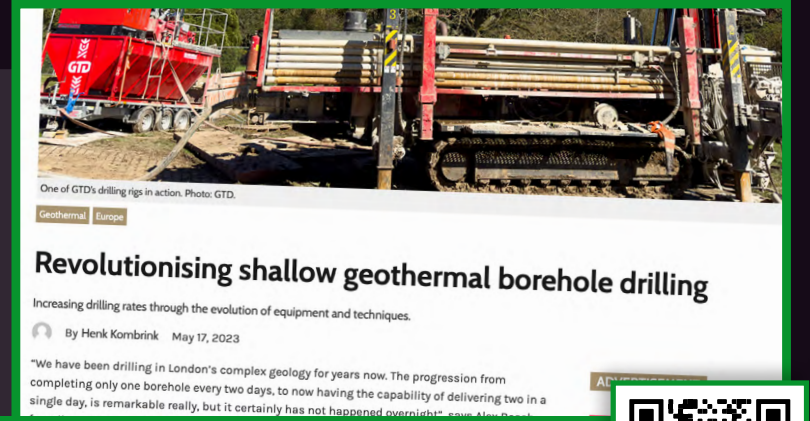 GTD
3
One of GTD's drilling rigs in action. Photo: GTD.
Geothermal Europe
Revolutionising shallow geothermal borehole drilling
Increasing drilling rates through the evolution of equipment and techniques.
By Henk Kombrink May 17, 2023
"We have been drilling in London's complex geology for years now. The progression from
completing only one borehole every two days, to now having the capability of delivering two in a
single day, is remarkable really, but it certainly has not happened overnight", says Alex
ADVERTISEMENT